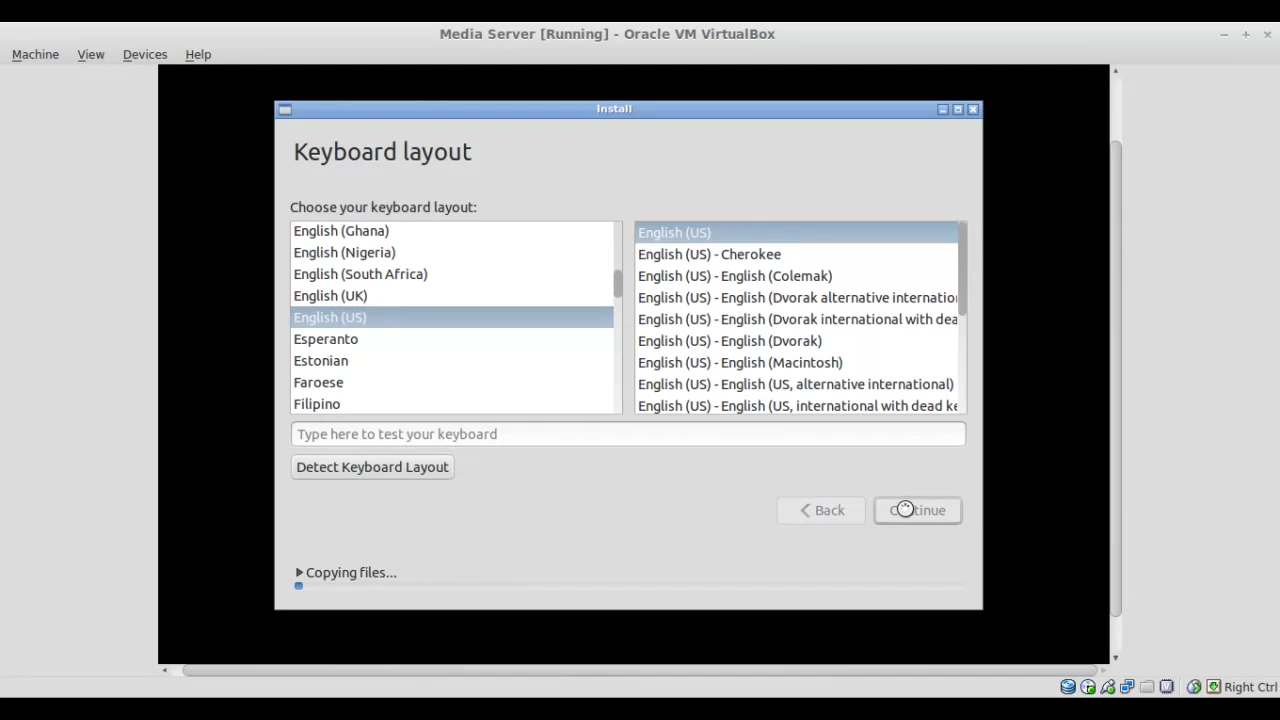 Media Server [Running] - Oracle VM VirtualBox
Machine View Devices Help
Install
Keyboard layout
Choose your keyboard layout:
English (Ghana)
English (Nigeria)
English (South Africa)
English (UK)
English (US)
Esperanto
Estonian
Faroese
Filipino
English (US)
English (US) - Cherokee
English (US) - English (Colemak)
English (US) - English (Dvorak alternative internatio
English (US) - English (Dvorak international with dea
English (US) - English (Dvorak)
English (US) - English (Macintosh)
English (US) - English (US, alternative international)
English (US) - English (US, international with dead ke
Type here to test your keyboard
Detect Keyboard Layout
Back Continue
Copying files...
Right Ctrl